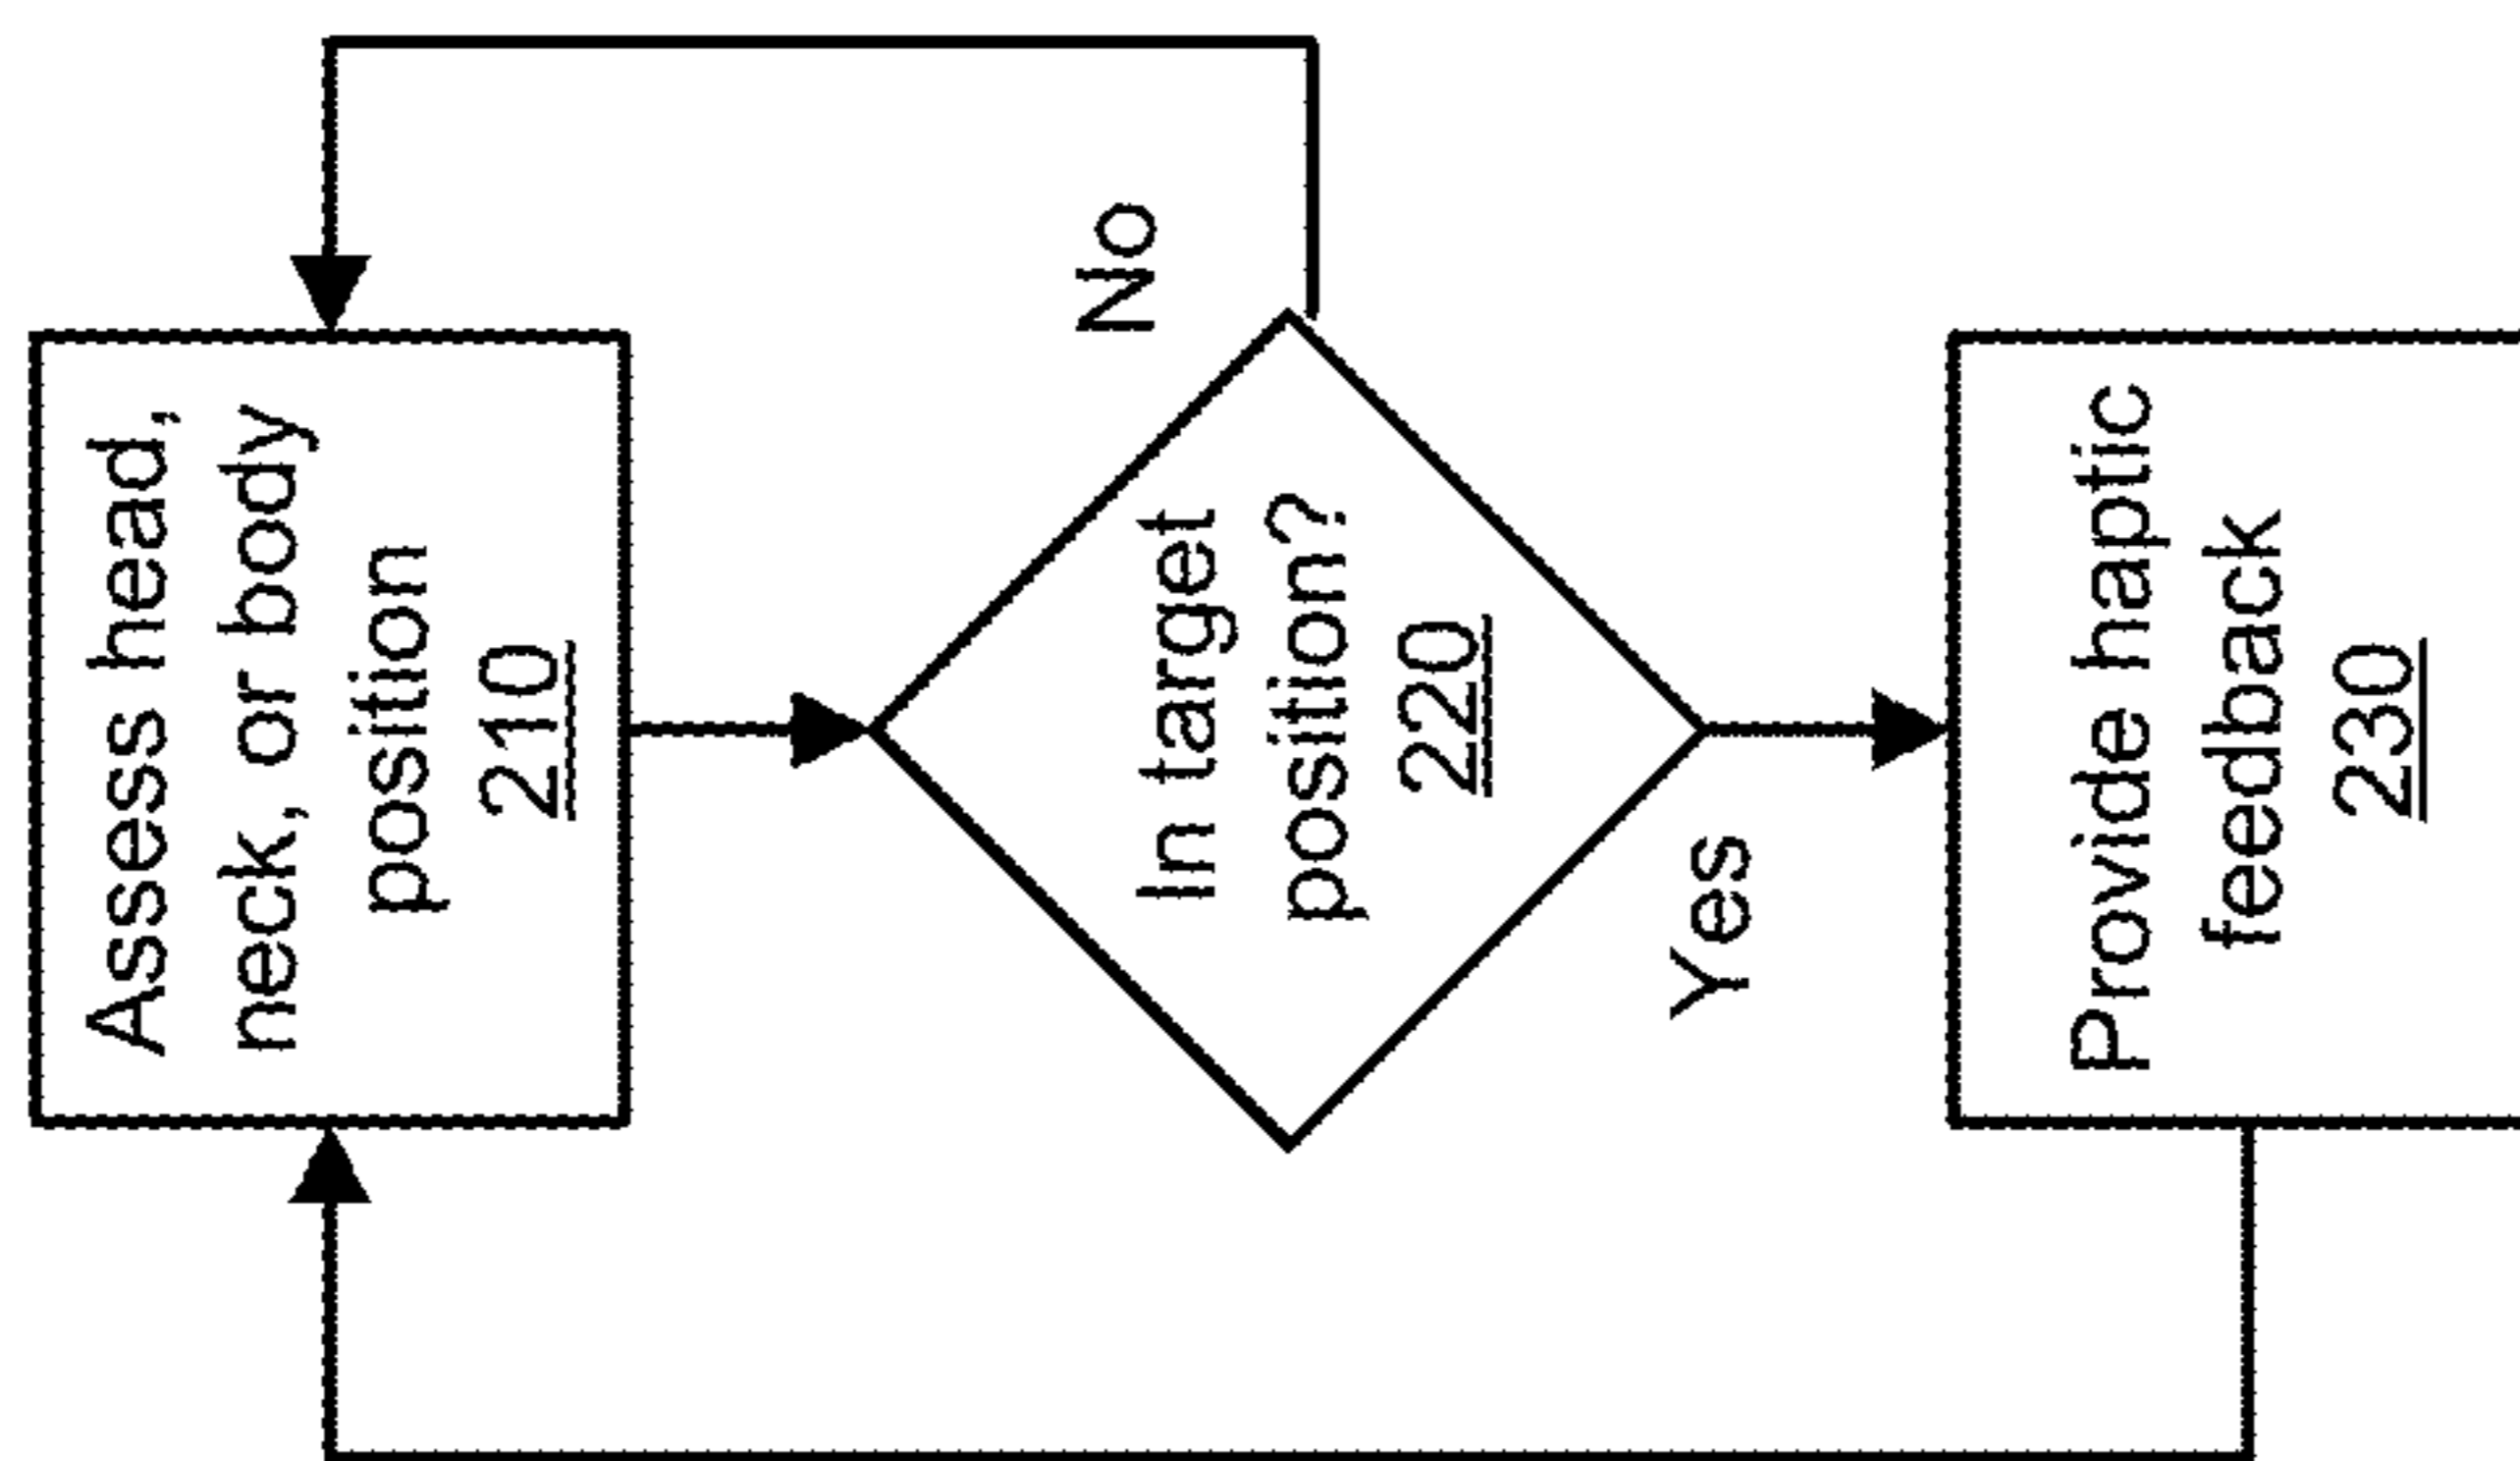 Assess head,
neck, or body
position
210
No
In target
position?
220
Yes
Provide haptic
feedback
230